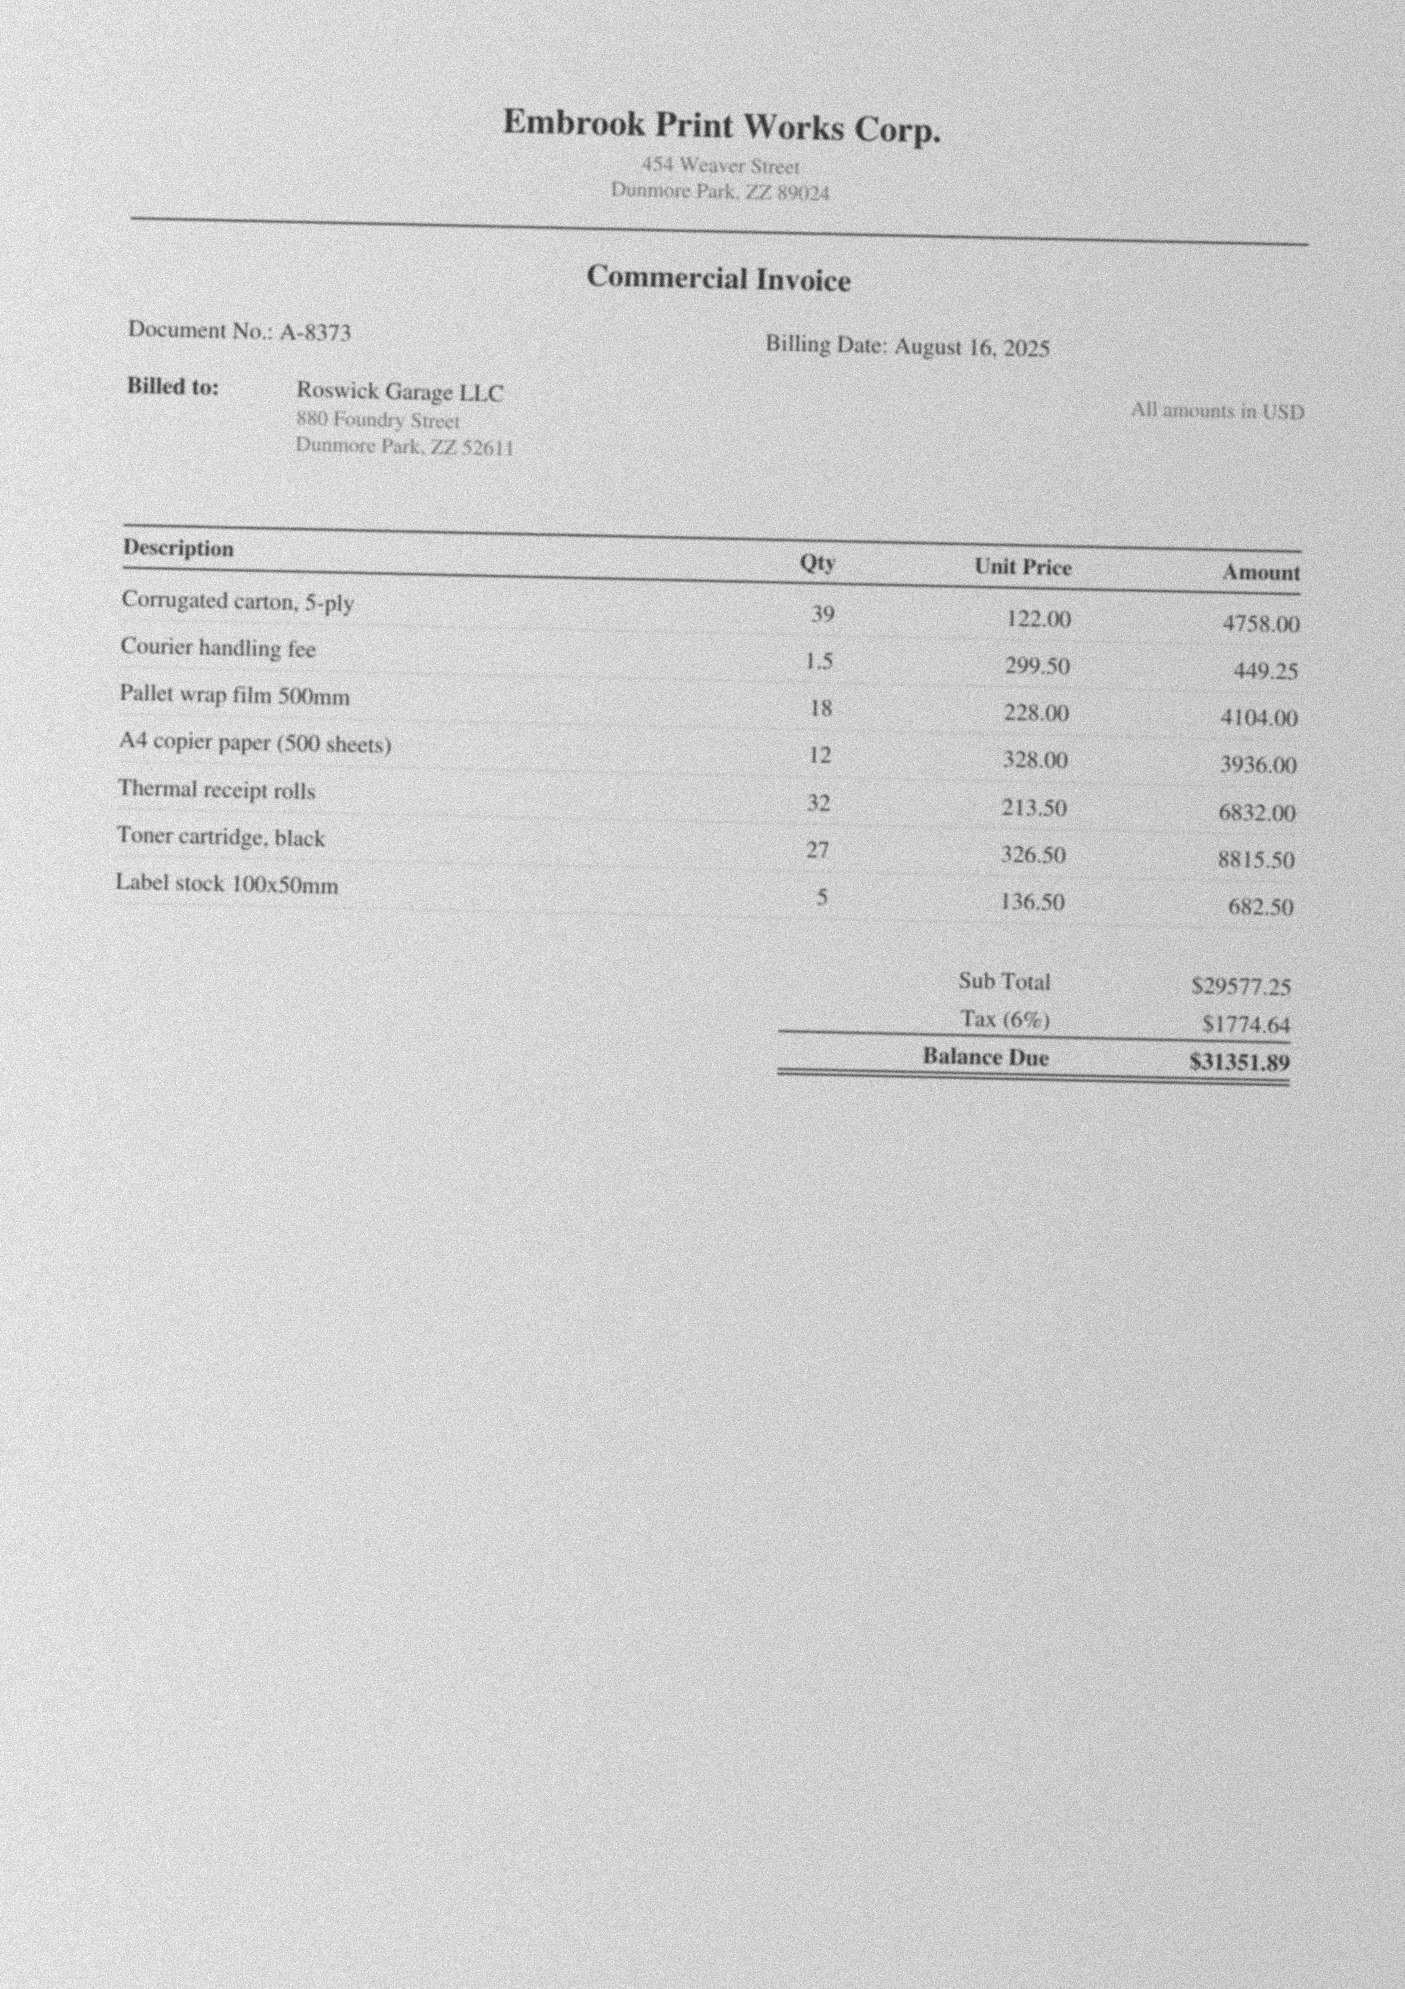 Embrook Print Works Corp.
454 Weaver Street
Dunmore Park, ZZ 89024
Commercial Invoice
Document No.: A-8373 Billing Date: August 16, 2025
Billed to: Roswick Garage LLC
880 Foundry Street
Dunmore Park, ZZ 52611
All amounts in USD
Description Qty Unit Price Amount
Corrugated carton, 5-ply 39 122.00 4758.00
Courier handling fee 1.5 299.50 449.25
Pallet wrap film 500mm 18 228.00 4104.00
A4 copier paper (500 sheets) 12 328.00 3936.00
Thermal receipt rolls 32 213.50 6832.00
Toner cartridge, black 27 326.50 8815.50
Label stock 100x50mm 5 136.50 682.50
Sub Total $29577.25
Tax (6%) $1774.64
Balance Due $31351.89